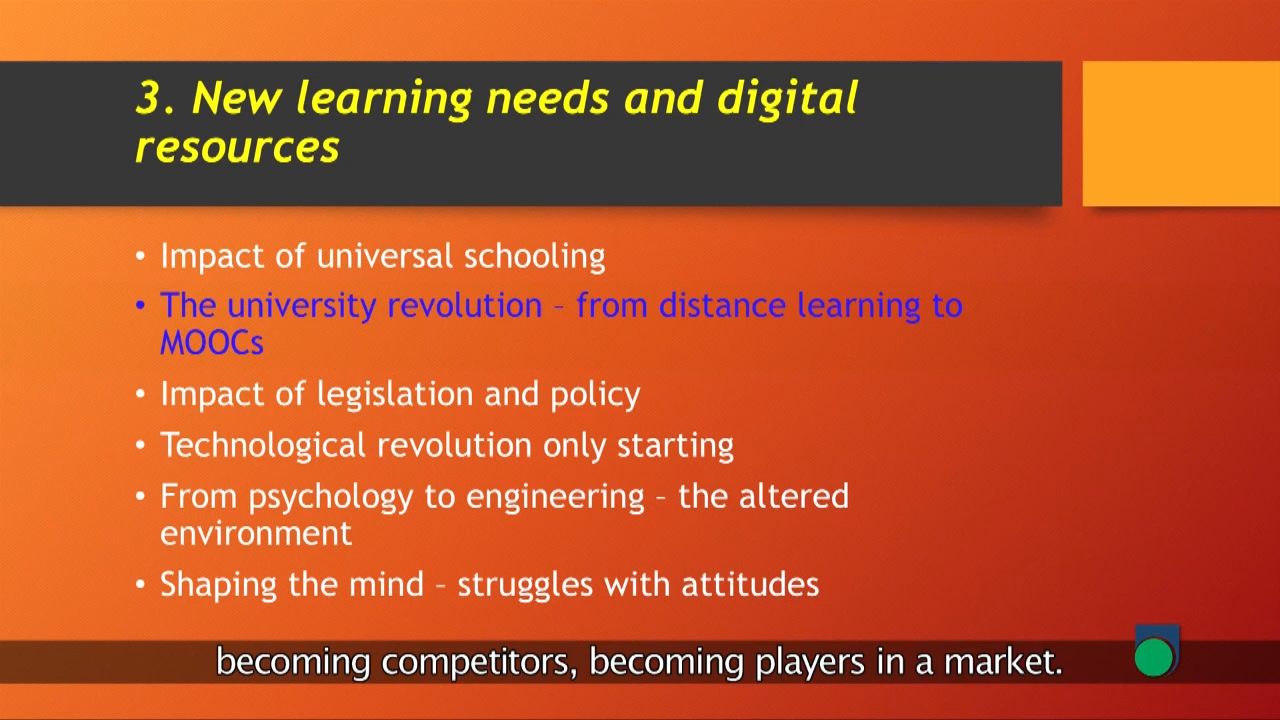 3. New learning needs and digital
resources
• Impact of universal schooling
• The university revolution – from distance learning to
MOOCs
• Impact of legislation and policy
• Technological revolution only starting
• From psychology to engineering – the altered
environment
• Shaping the mind – struggles with attitudes
becoming competitors, becoming players in a market.